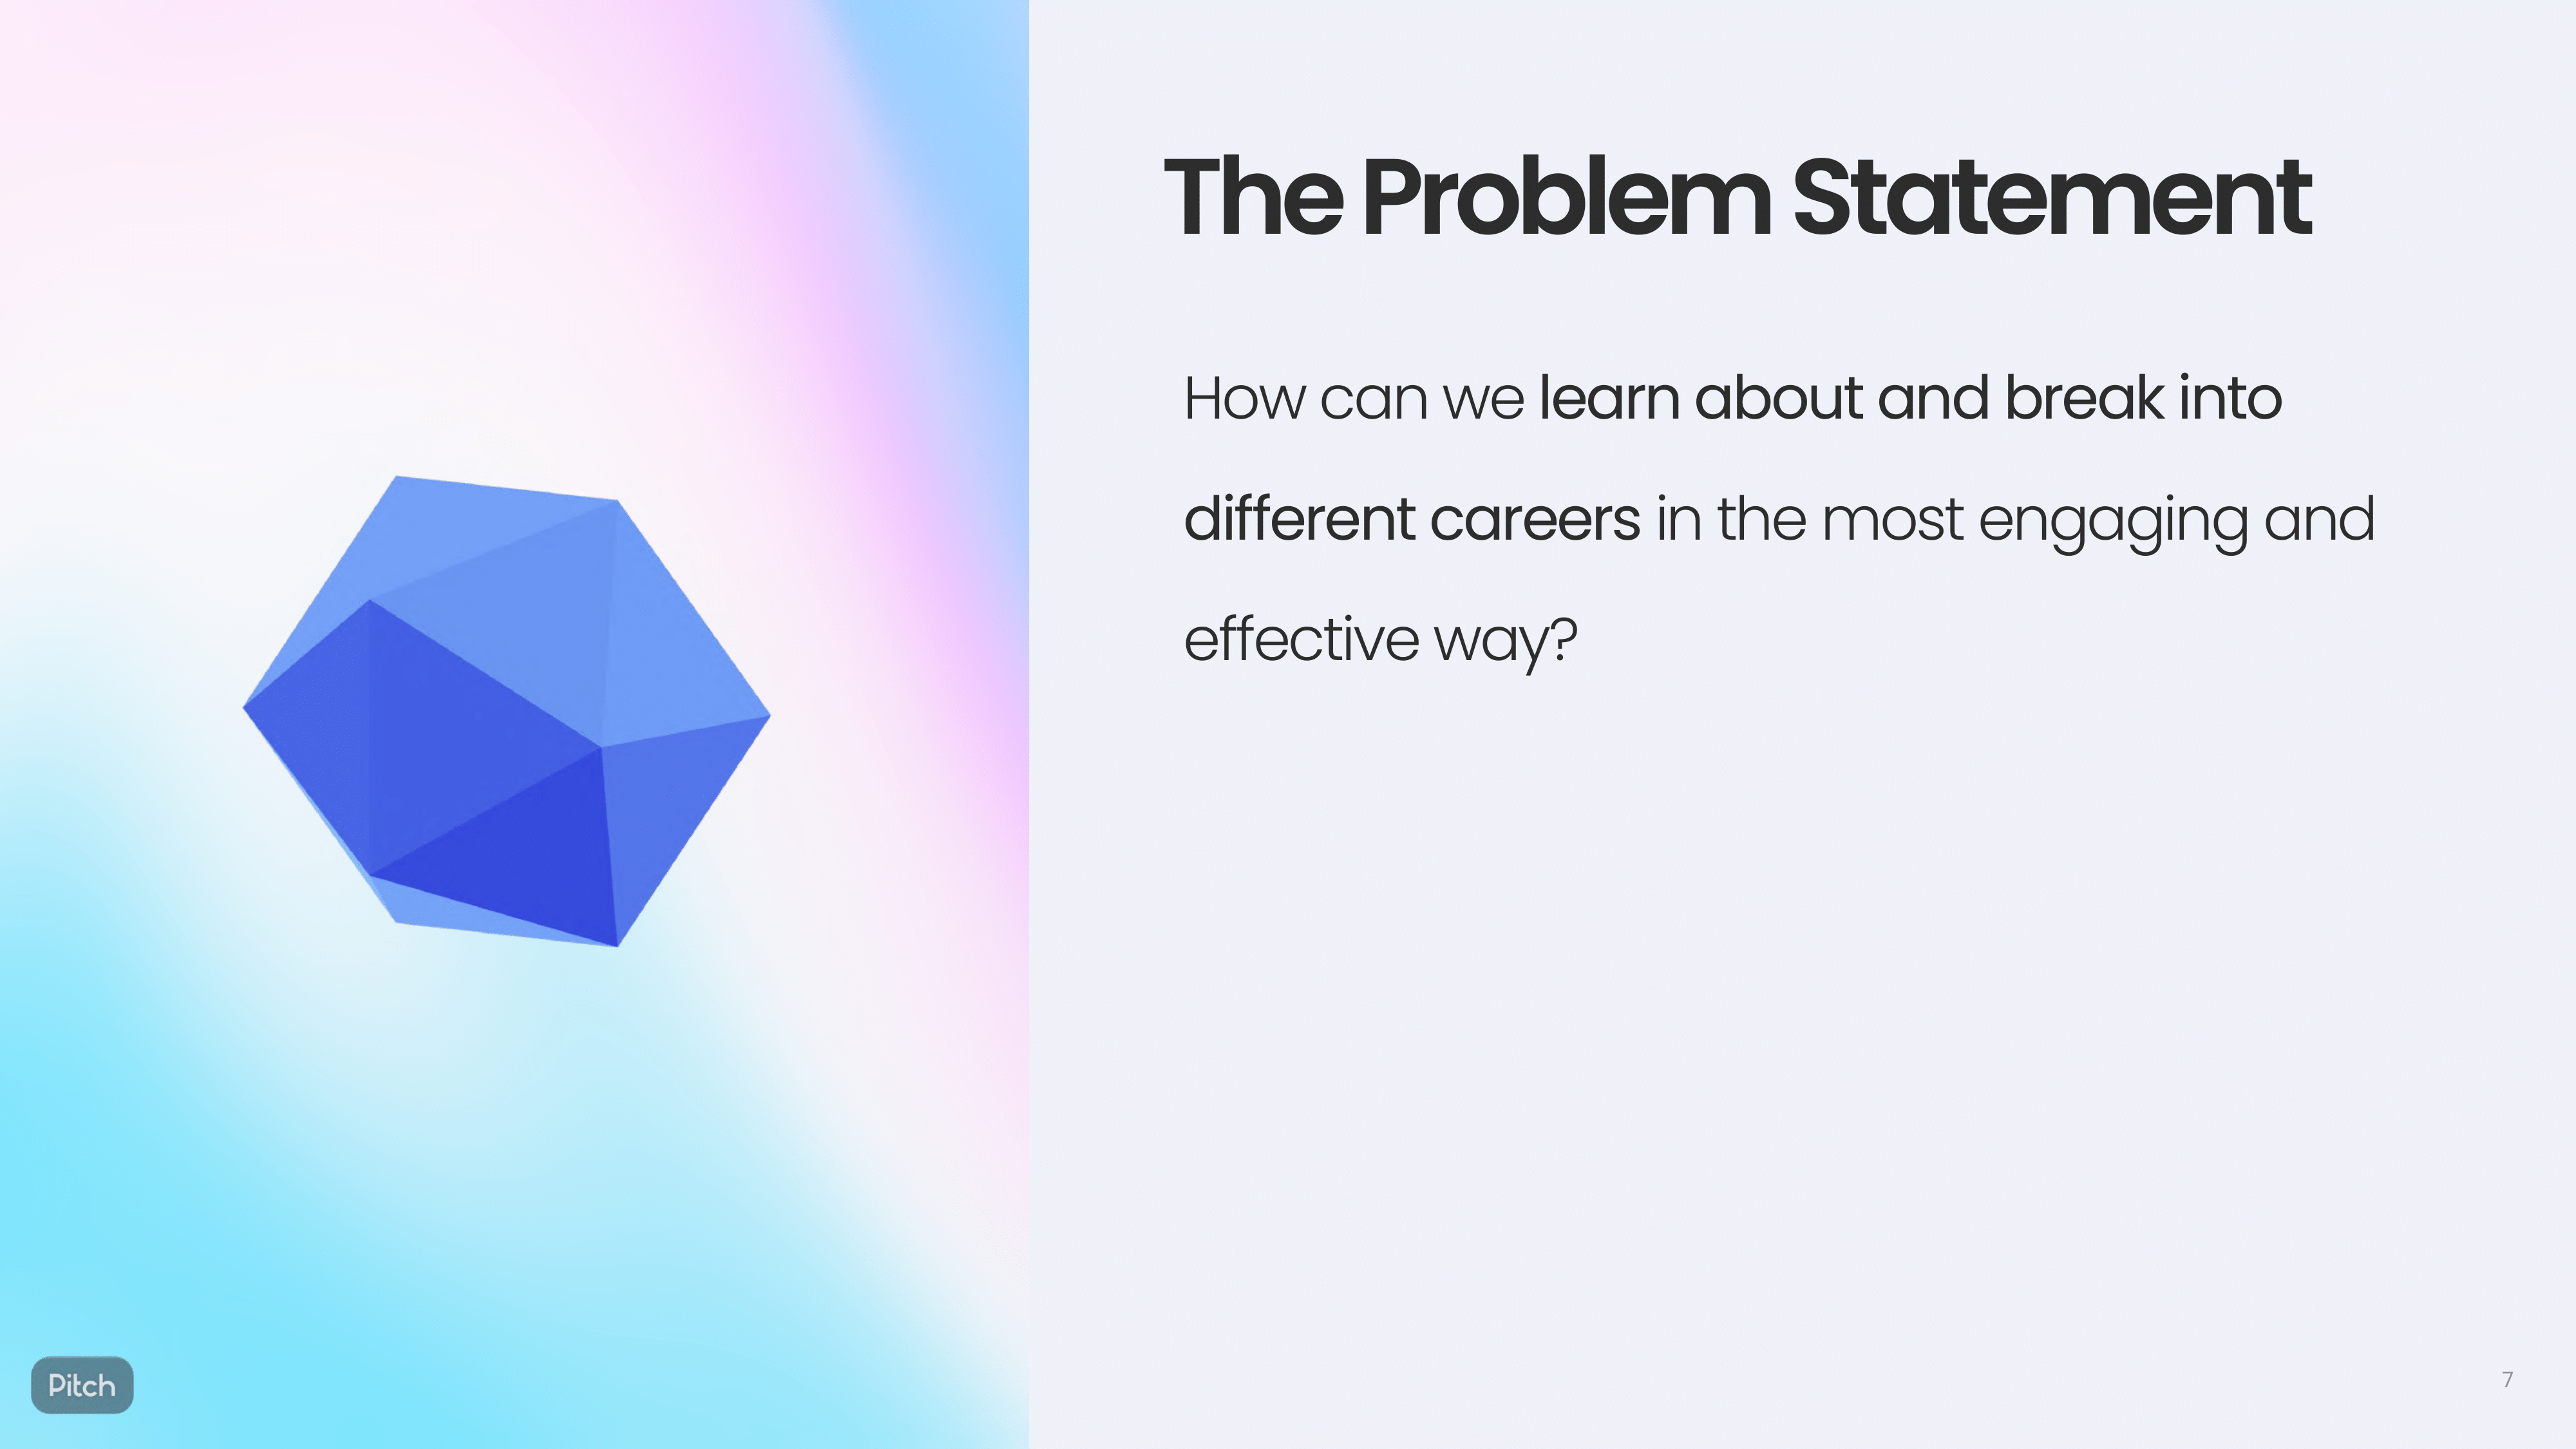 The Problem Statement
How can we learn about and break into
different careers in the most engaging and
effective way?
Pitch
7